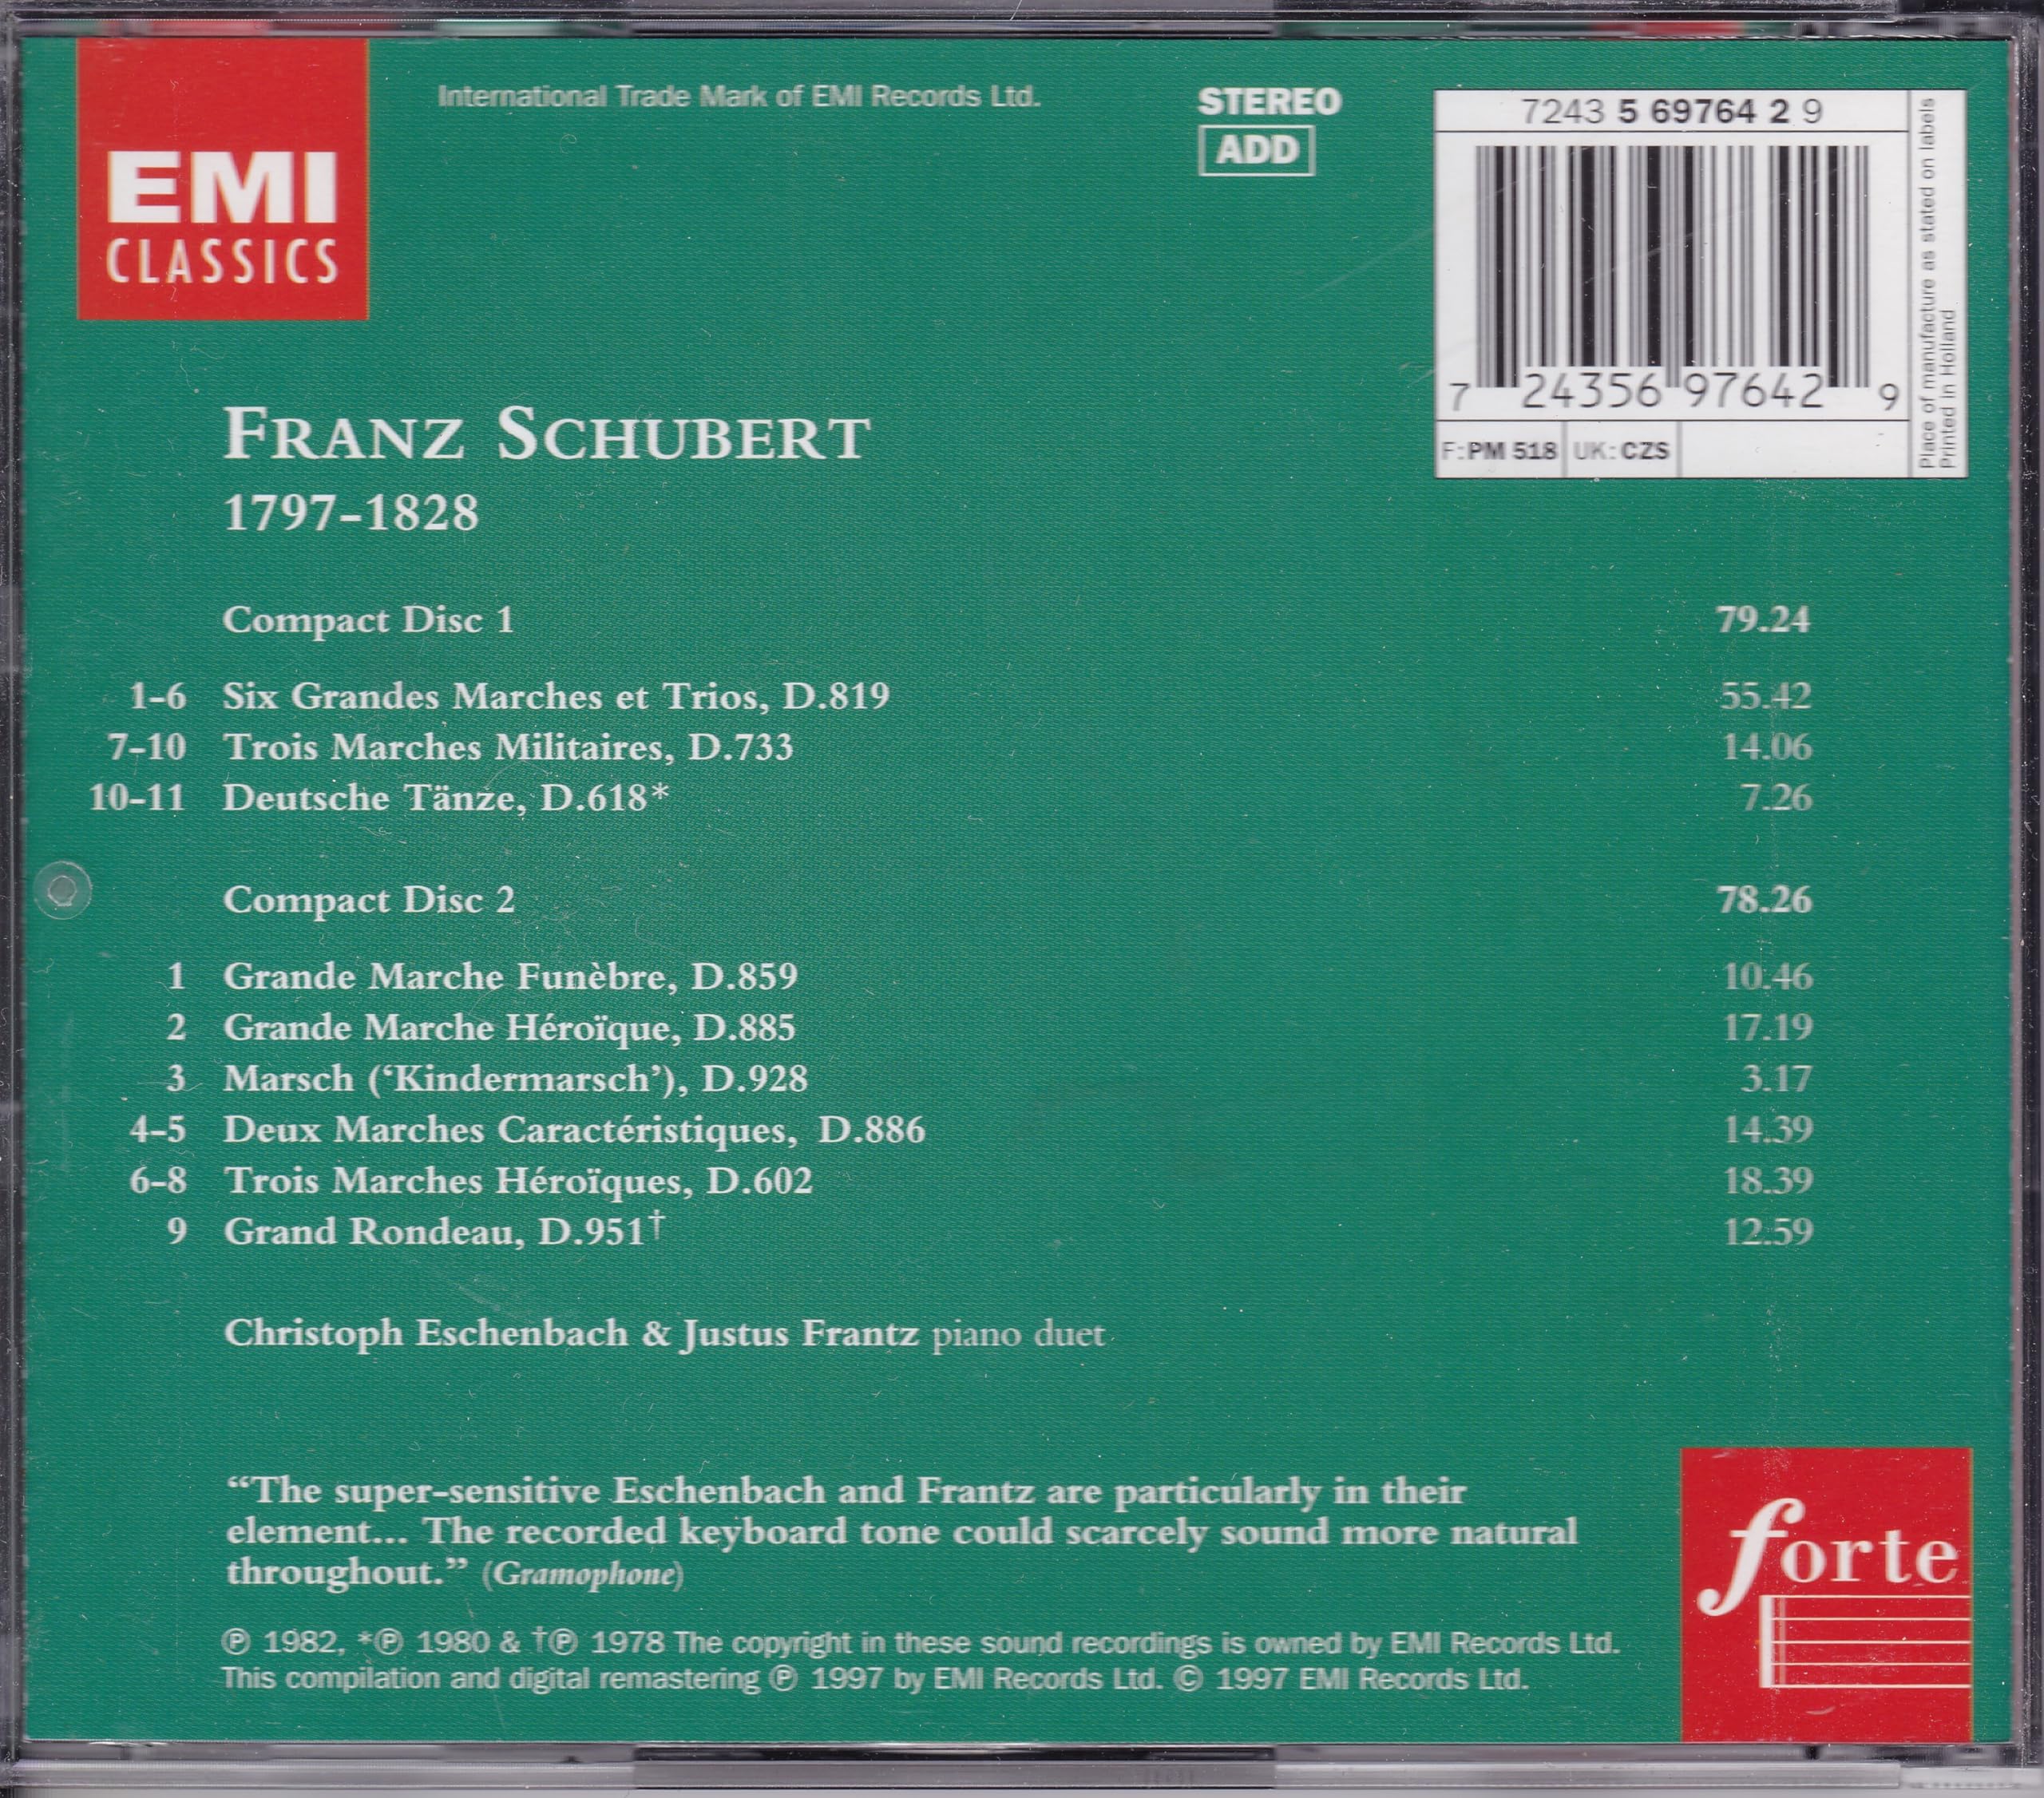 International Trade Mark of EMI Records Ltd.
STEREO
ADD
EMI
CLASSICS
7243 5 69764 2 9
7 24356 97642 9
F:PM 518 UK:CZS
Place of manufacture as stated on labels
Printed in Holland
FRANZ SCHUBERT
1797-1828
Compact Disc 1 79.24
1-6 Six Grandes Marches et Trios, D.819 55.42
7-10 Trois Marches Militaires, D.733 14.06
10-11 Deutsche Tänze, D.618* 7.26
Compact Disc 2 78.26
1 Grande Marche Funèbre, D.859 10.46
2 Grande Marche Héroïque, D.885 17.19
3 Marsch (‘Kindermarsch’), D.928 3.17
4-5 Deux Marches Caractéristiques, D.886 14.39
6-8 Trois Marches Héroïques, D.602 18.39
9 Grand Rondeau, D.951† 12.59
Christoph Eschenbach & Justus Frantz piano duet
“The super-sensitive Eschenbach and Frantz are particularly in their
element... The recorded keyboard tone could scarcely sound more natural
throughout.” (Gramophone)
℗ 1982, *℗ 1980 & †℗ 1978 The copyright in these sound recordings is owned by EMI Records Ltd.
This compilation and digital remastering ℗ 1997 by EMI Records Ltd. © 1997 EMI Records Ltd.
forte